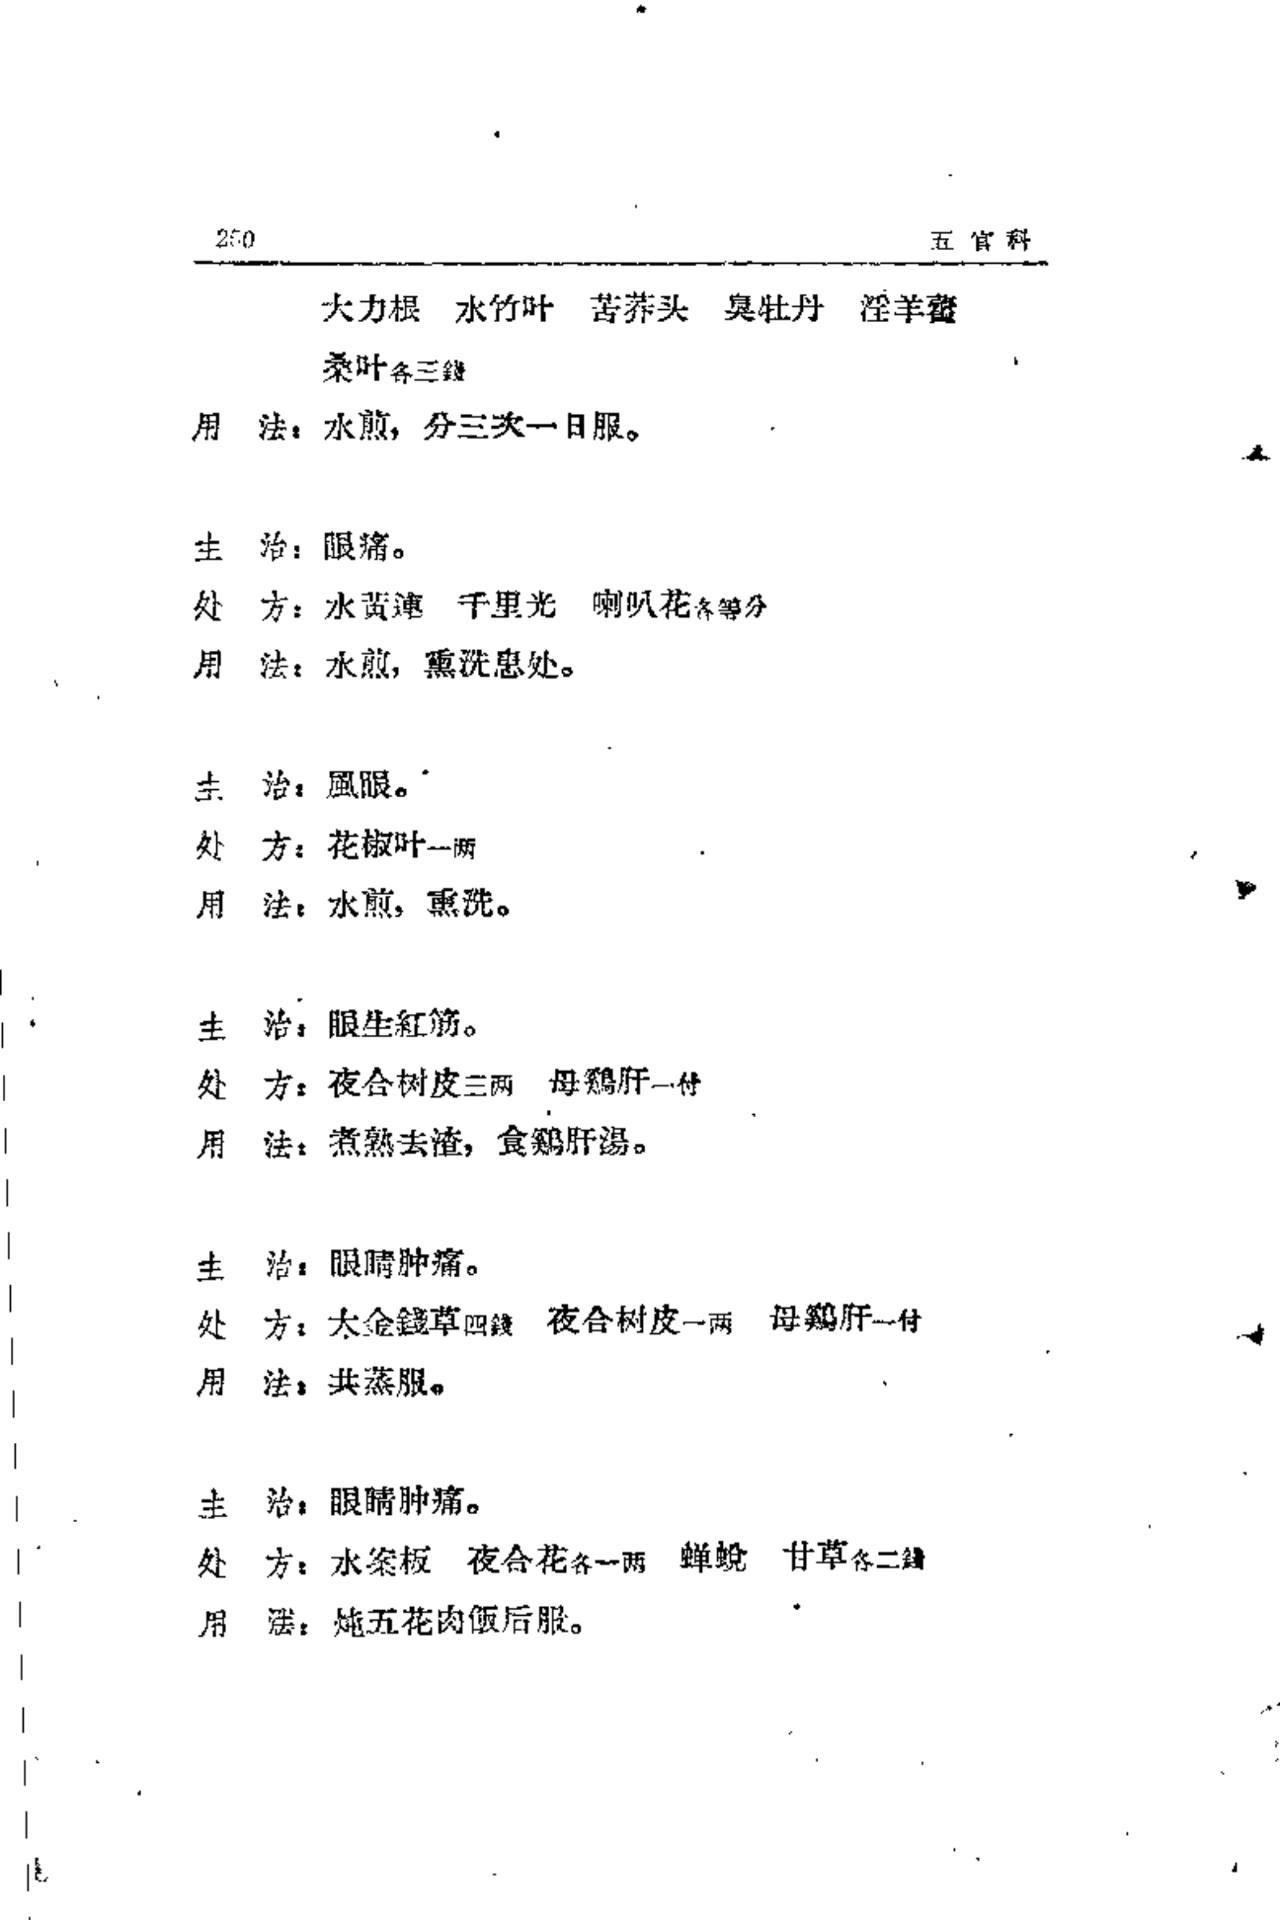 250 五官科
大力根 水竹叶 苦荞头 臭牡丹 淫羊藿
桑叶各三錢
用 法：水煎，分三次一日服。
主 治：眼痛。
处 方：水黄連 千里光 喇叭花各等分
用 法：水煎，熏洗患处。
主 治：風眼。
处 方：花椒叶一两
用 法：水煎，熏洗。
主 治：眼生紅筋。
处 方：夜合树皮三两 母鷄肝一付
用 法：煮熟去渣，食鷄肝湯。
主 治：眼睛肿痛。
处 方：大金錢草四錢 夜合树皮一两 母鷄肝一付
用 法：共蒸服。
主 治：眼睛肿痛。
处 方：水案板 夜合花各一两 蝉蛻 甘草各二錢
用 法：炖五花肉飯后服。